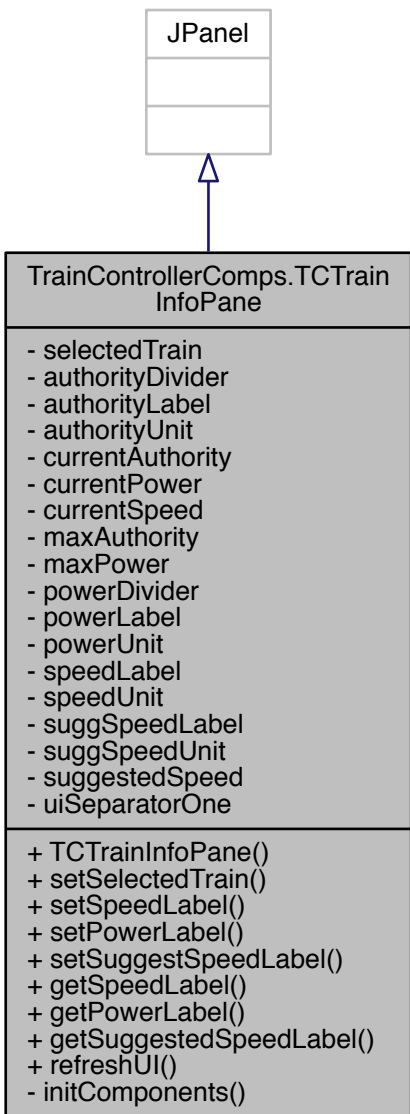 JPanel
TrainControllerComps.TCTrain
InfoPane
- selectedTrain
- authorityDivider
- authorityLabel
- authorityUnit
- currentAuthority
- currentPower
- currentSpeed
- maxAuthority
- maxPower
- powerDivider
- powerLabel
- powerUnit
- speedLabel
- speedUnit
- suggSpeedLabel
- suggSpeedUnit
- suggestedSpeed
- uiSeparatorOne
+ TCTrainInfoPane()
+ setSelectedTrain()
+ setSpeedLabel()
+ setPowerLabel()
+ setSuggestSpeedLabel()
+ getSpeedLabel()
+ getPowerLabel()
+ getSuggestedSpeedLabel()
+ refreshUI()
- initComponents()